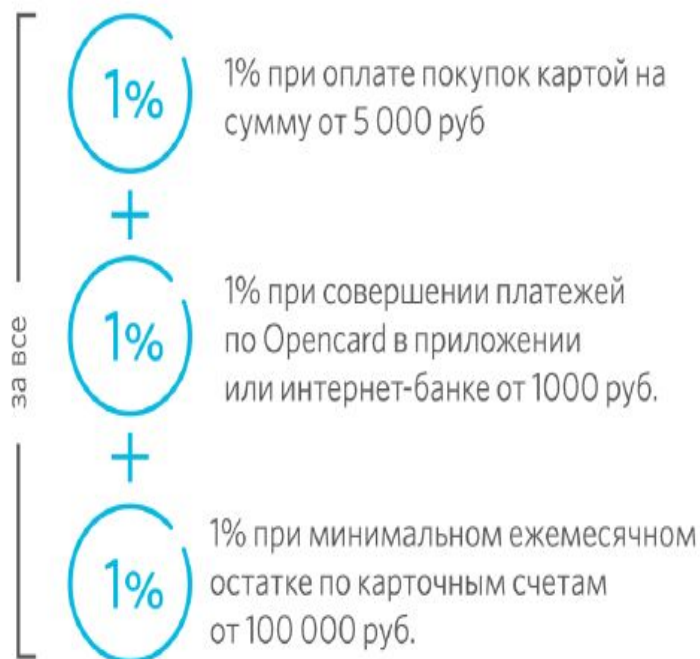 1%
1% при оплате покупок картой на
сумму от 5 000 руб
+
за все
1%
1% при совершении платежей
по Opencard в приложении
или интернет-банке от 1000 руб.
+
1%
1% при минимальном ежемесячном
остатке по карточным счетам
от 100 000 руб.